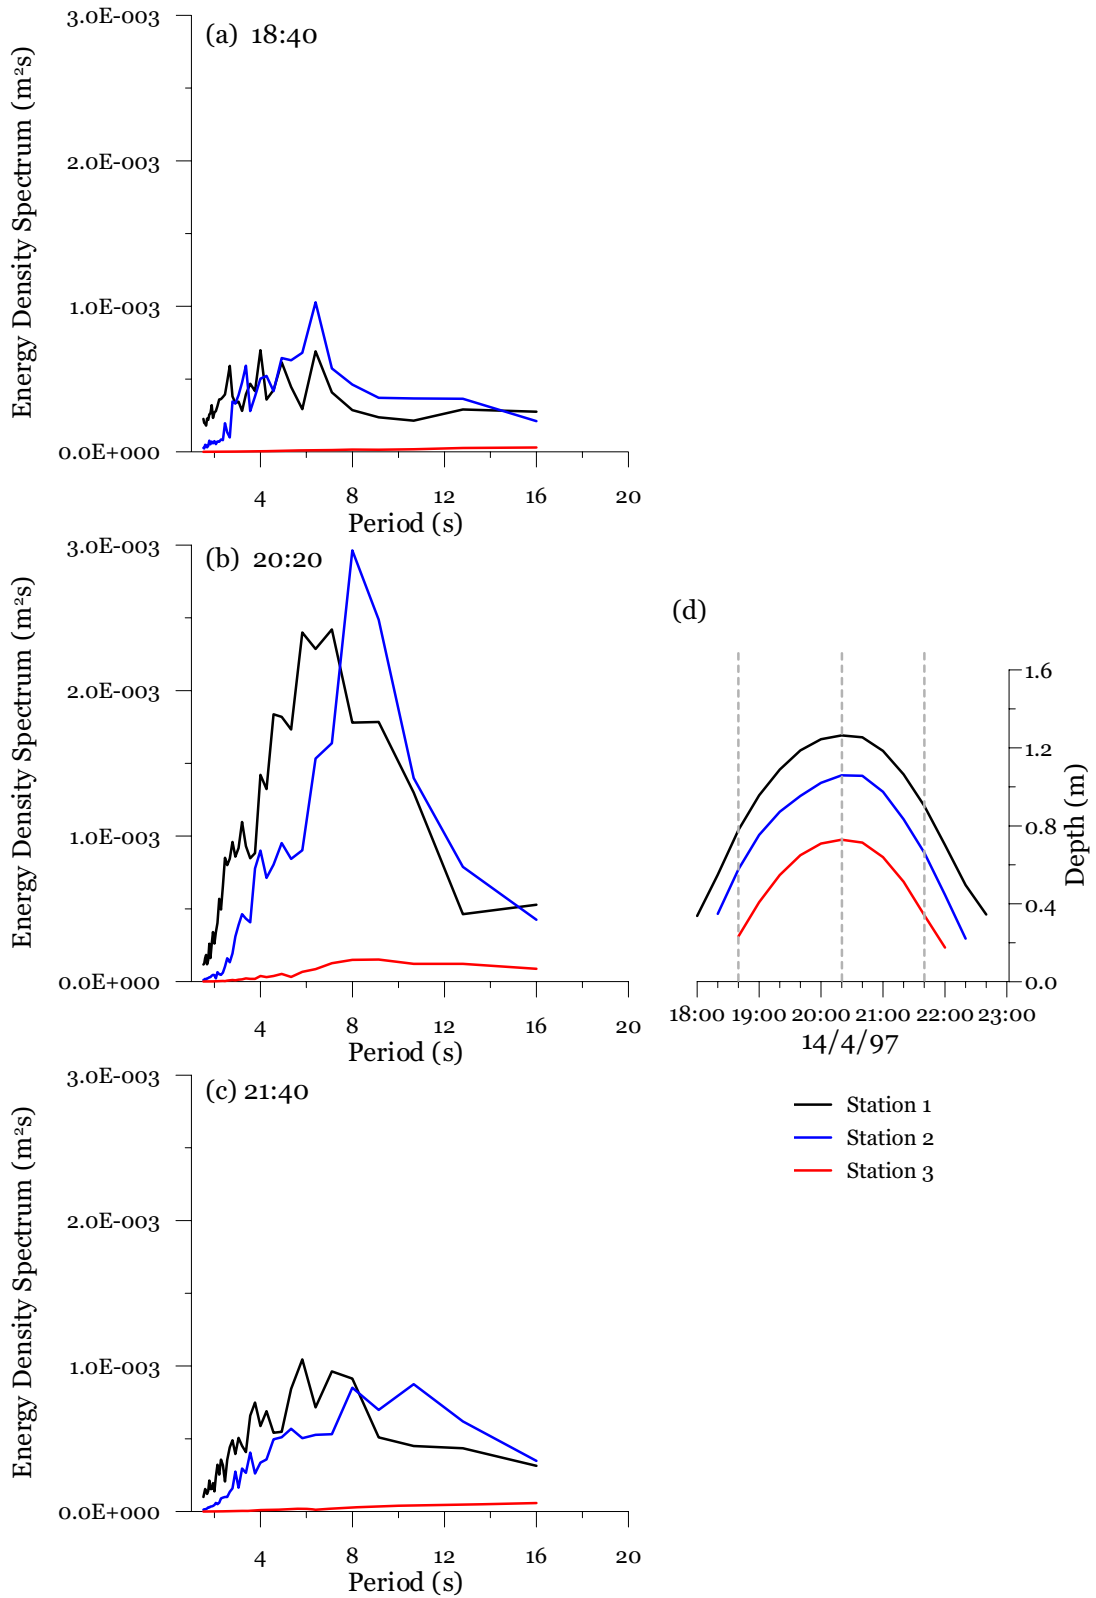 (a) 18:40
Energy Density Spectrum (m²s)
3.0E-003
2.0E-003
1.0E-003
0.0E+000
4 8 12 16 20
Period (s)
(b) 20:20
Energy Density Spectrum (m²s)
3.0E-003
2.0E-003
1.0E-003
0.0E+000
4 8 12 16 20
Period (s)
(d)
1.6
1.2
0.8
0.4
0.0
Depth (m)
18:00 19:00 20:00 21:00 22:00 23:00
14/4/97
(c) 21:40
Energy Density Spectrum (m²s)
3.0E-003
2.0E-003
1.0E-003
0.0E+000
4 8 12 16 20
Period (s)
Station 1
Station 2
Station 3